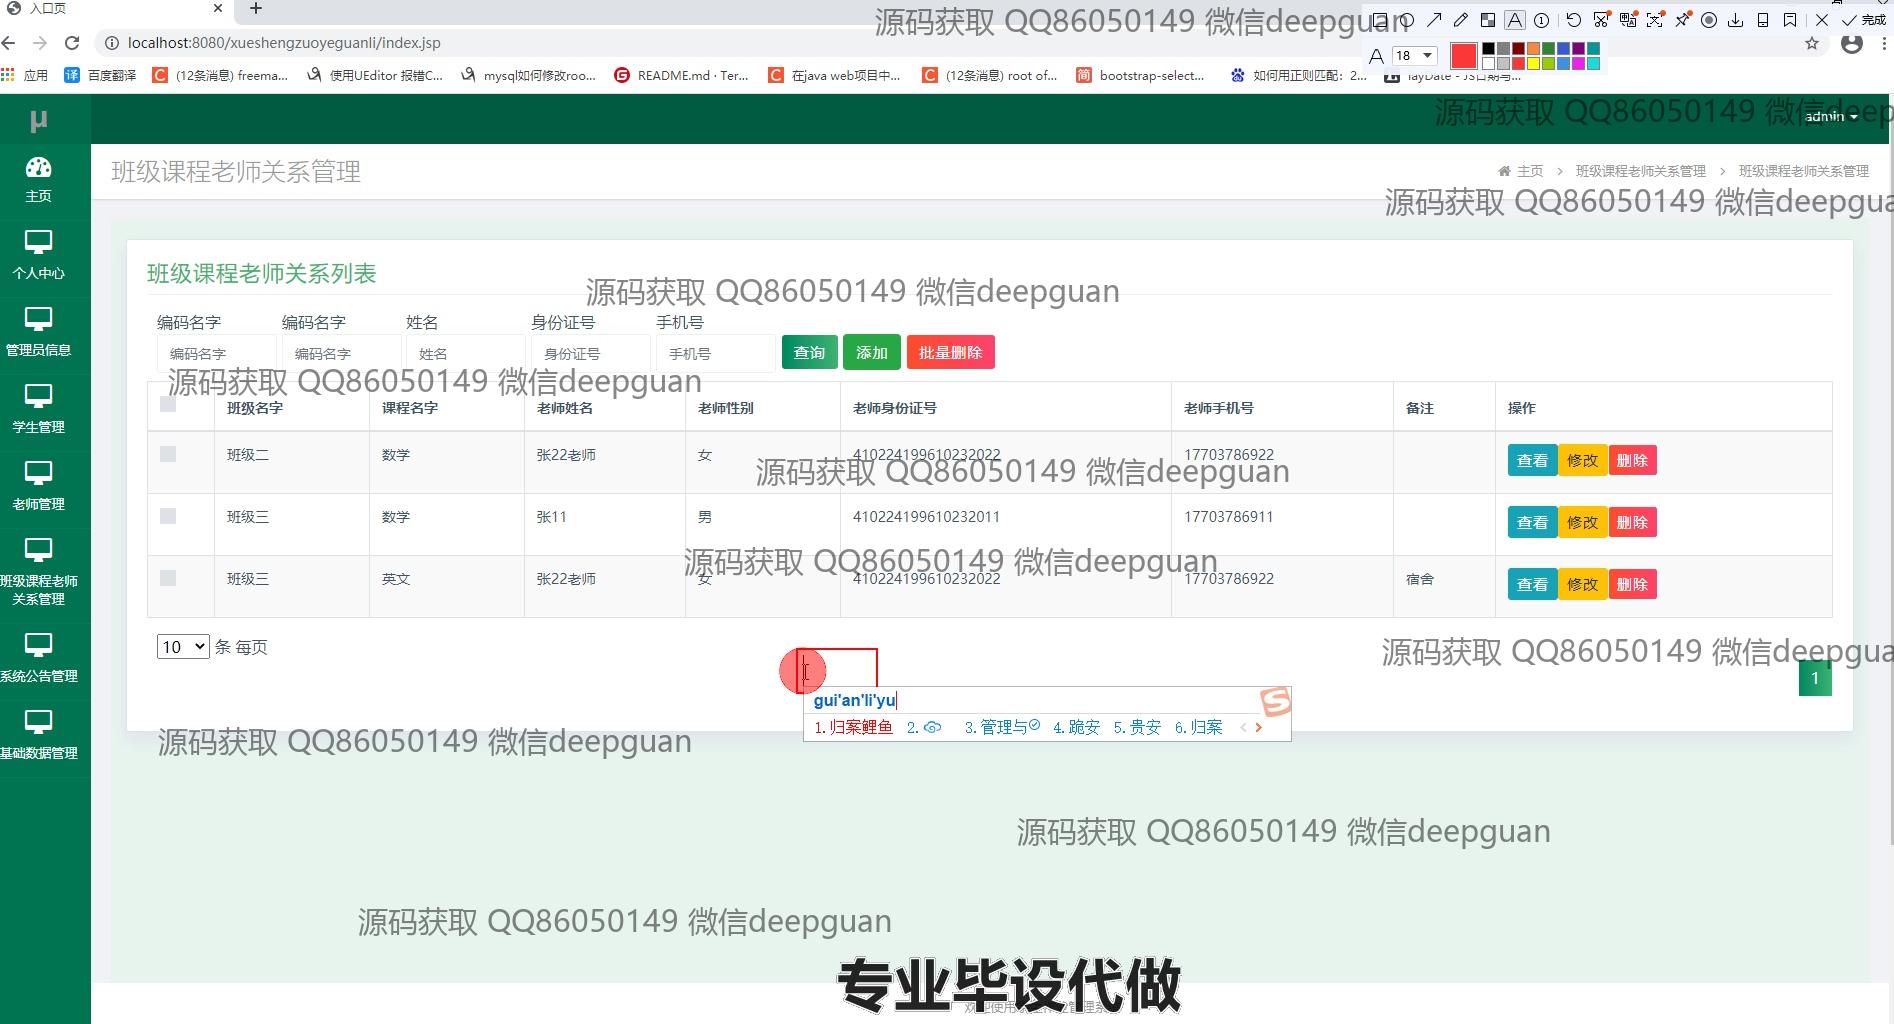 入口页
localhost:8080/xueshengzuoyeguanli/index.jsp
源码获取 QQ86050149 微信deepguan
完成
A 18
应用
译 百度翻译
C (12条消息) freema...
使用UEditor 报错C...
mysql如何修改roo...
G README.md · Ter...
C 在java web项目中...
C (12条消息) root of...
简 bootstrap-select...
如何用正则匹配：2...
源码获取 QQ86050149 微信deep
admin
μ
主页
个人中心
管理员信息
学生管理
老师管理
班级课程老师
关系管理
系统公告管理
基础数据管理
班级课程老师关系管理
主页 > 班级课程老师关系管理 > 班级课程老师关系管理
源码获取 QQ86050149 微信deepgua
班级课程老师关系列表
源码获取 QQ86050149 微信deepguan
编码名字 编码名字 姓名 身份证号 手机号
编码名字 编码名字 姓名 身份证号 手机号 查询 添加 批量删除
源码获取 QQ86050149 微信deepguan
班级名字 课程名字 老师姓名 老师性别 老师身份证号 老师手机号 备注 操作
班级二 数学 张22老师 女 410224199610232022 17703786922 查看 修改 删除
源码获取 QQ86050149 微信deepguan
班级三 数学 张11 男 410224199610232011 17703786911 查看 修改 删除
源码获取 QQ86050149 微信deepguan
班级三 英文 张22老师 女 410224199610232022 17703786922 宿舍 查看 修改 删除
10 条 每页
源码获取 QQ86050149 微信deepgua
1
gui'an'li'yu
1.归案鲤鱼 2. 3.管理与 4.跪安 5.贵安 6.归案
源码获取 QQ86050149 微信deepguan
源码获取 QQ86050149 微信deepguan
源码获取 QQ86050149 微信deepguan
专业毕设代做